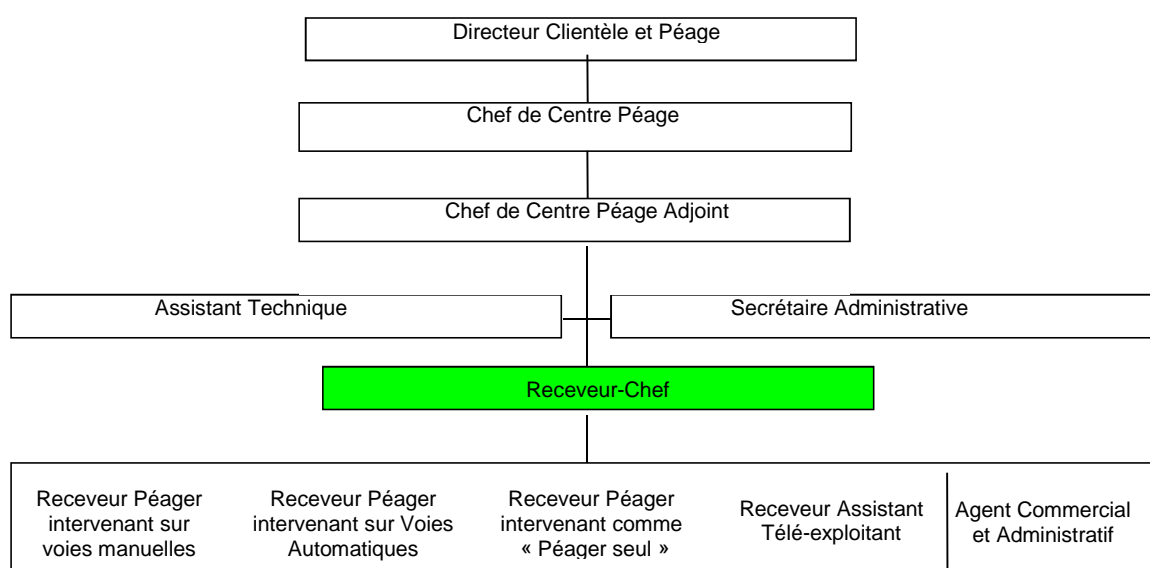 Directeur Clientèle et Péage
Chef de Centre Péage
Chef de Centre Péage Adjoint
Assistant Technique
Secrétaire Administrative
Receveur-Chef
Receveur Péager
intervenant sur
voies manuelles
Receveur Péager
intervenant sur Voies
Automatiques
Receveur Péager
intervenant comme
« Péager seul »
Receveur Assistant
Télé-exploitant
Agent Commercial
et Administratif